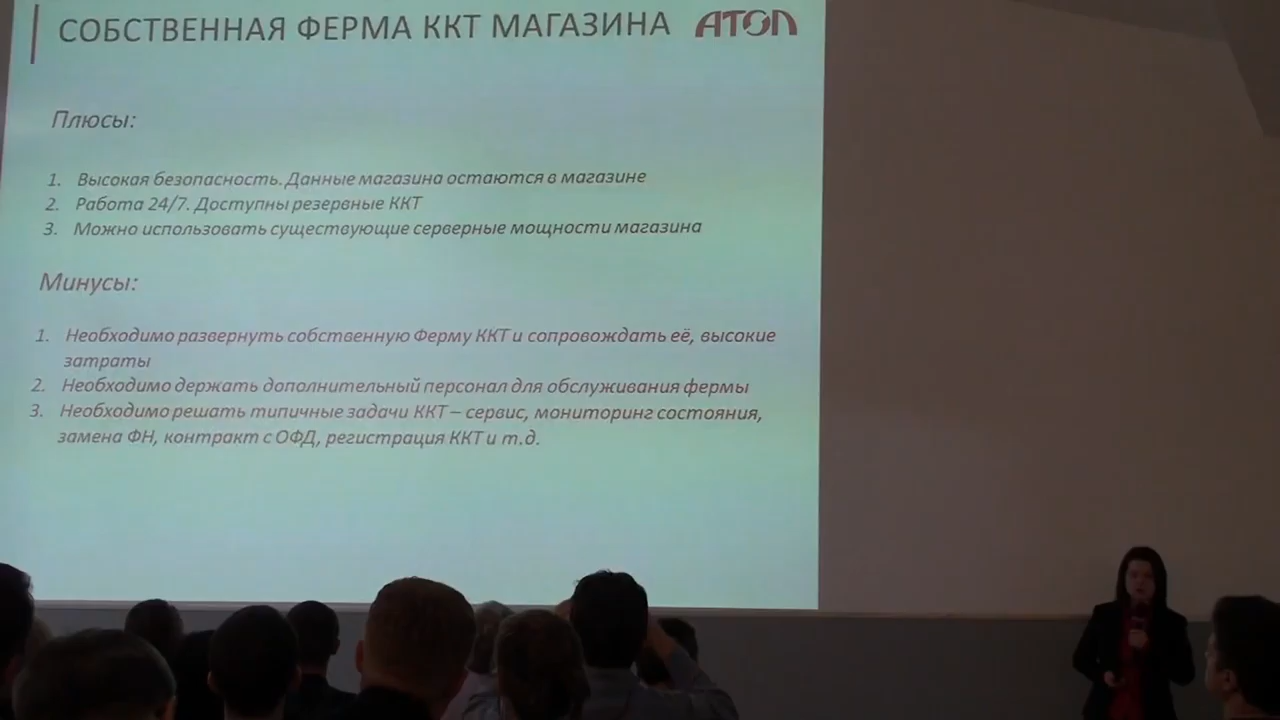 СОБСТВЕННАЯ ФЕРМА ККТ МАГАЗИНА АТОЛ
Плюсы:
1. Высокая безопасность. Данные магазина остаются в магазине
2. Работа 24/7. Доступны резервные ККТ
3. Можно использовать существующие серверные мощности магазина
Минусы:
1. Необходимо развернуть собственную Ферму ККТ и сопровождать её, высокие
затраты
2. Необходимо держать дополнительный персонал для обслуживания фермы
3. Необходимо решать типичные задачи ККТ – сервис, мониторинг состояния,
замена ФН, контракт с ОФД, регистрация ККТ и т.д.